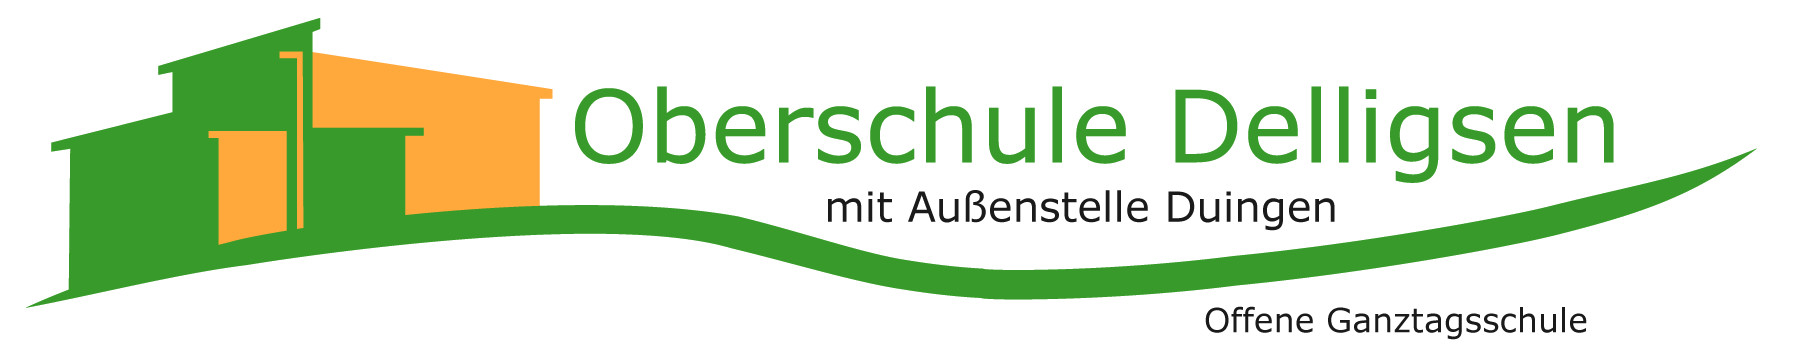 Oberschule Delligsen
mit Außenstelle Duingen
Offene Ganztagsschule